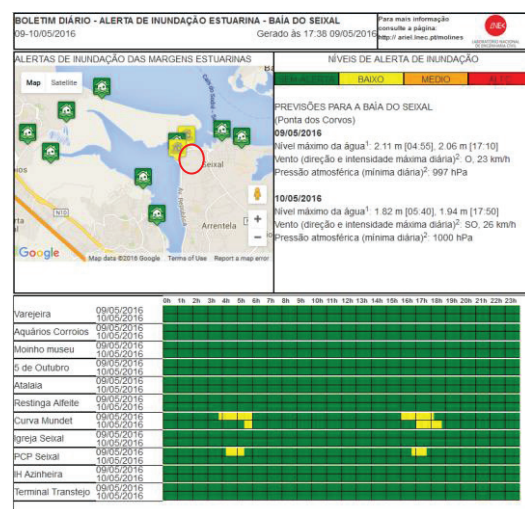 BOLETIM DIÁRIO - ALERTA DE INUNDAÇÃO ESTUARINA - BAÍA DO SEIXAL
09-10/05/2016
Gerado às 17.38 09/05/2016
Para mais informação
consulte a página:
http:// ariel.lnec.pt/molines
LABORATÓRIO NACIONAL
DE ENGENHARIA CIVIL
ALERTAS DE INUNDAÇÃO DAS MARGENS ESTUARINAS
NÍVEIS DE ALERTA DE INUNDAÇÃO
SEM ALERTA
BAIXO
MEDIO
ALTO
Map
Satellite
Seixal
Av. República
Arrentela
N10
Google
Map data ©2016 Google
Terms of Use
Report a map error
PREVISÕES PARA A BAÍA DO SEIXAL
(Ponta dos Corvos)
09/05/2016
Nível máximo da água1: 2.11 m [04:55], 2.06 m [17:10]
Vento (direção e intensidade máxima diária)2: O, 23 km/h
Pressão atmosférica (mínima diária)2: 997 hPa
10/05/2016
Nível máximo da água1: 1.82 m [05:40], 1.94 m [17:50]
Vento (direção e intensidade máxima diária)2: SO, 26 km/h
Pressão atmosférica (mínima diária)2: 1000 hPa
0h 1h 2h 3h 4h 5h 6h 7h 8h 9h 10h 11h 12h 13h 14h 15h 16h 17h 18h 19h 20h 21h 22h 23h
Varejeira 09/05/2016
10/05/2016
Aquários Corroios 09/05/2016
10/05/2016
Moinho museu 09/05/2016
10/05/2016
5 de Outubro 09/05/2016
10/05/2016
Atalaia 09/05/2016
10/05/2016
Restinga Alfeite 09/05/2016
10/05/2016
Curva Mundet 09/05/2016
10/05/2016
Igreja Seixal 09/05/2016
10/05/2016
PCP Seixal 09/05/2016
10/05/2016
IH Azinheira 09/05/2016
10/05/2016
Terminal Transtejo 09/05/2016
10/05/2016